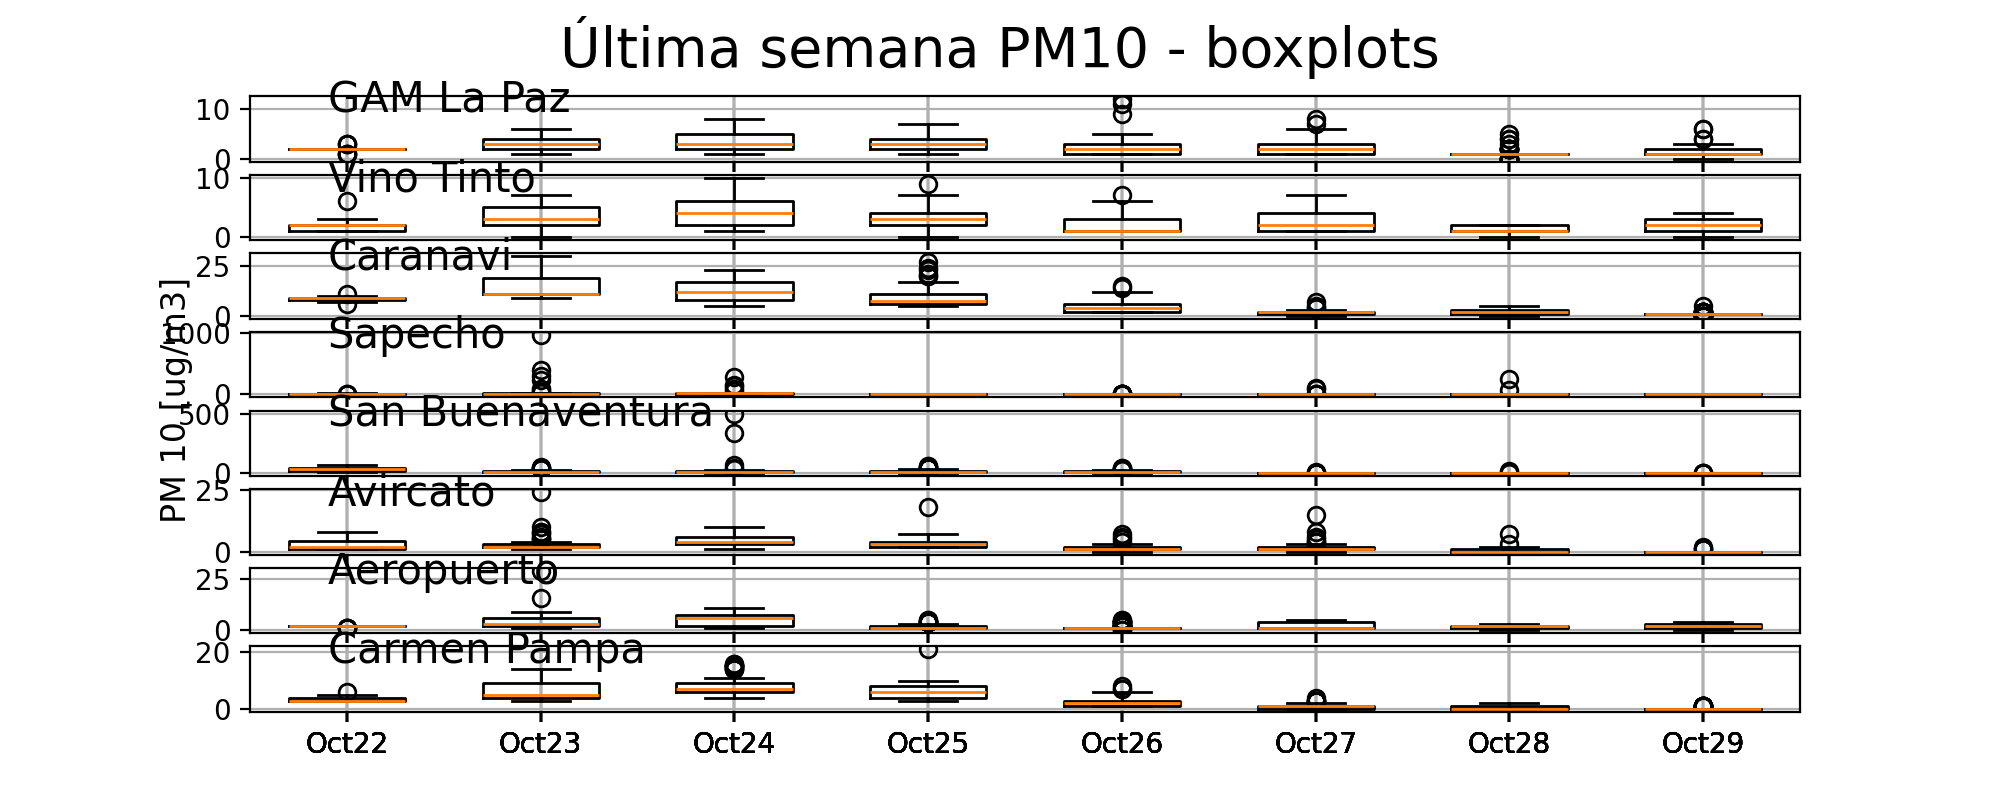 Última semana PM10 - boxplots
GAM La Paz
10
0
Vino Tinto
10
0
Caranavi
25
0
Sapecho
1000
0
San Buenaventura
500
0
Avircato
25
0
Aeropuerto
25
0
Carmen Pampa
20
0
PM 10 [ug/m3]
Oct22 Oct23 Oct24 Oct25 Oct26 Oct27 Oct28 Oct29